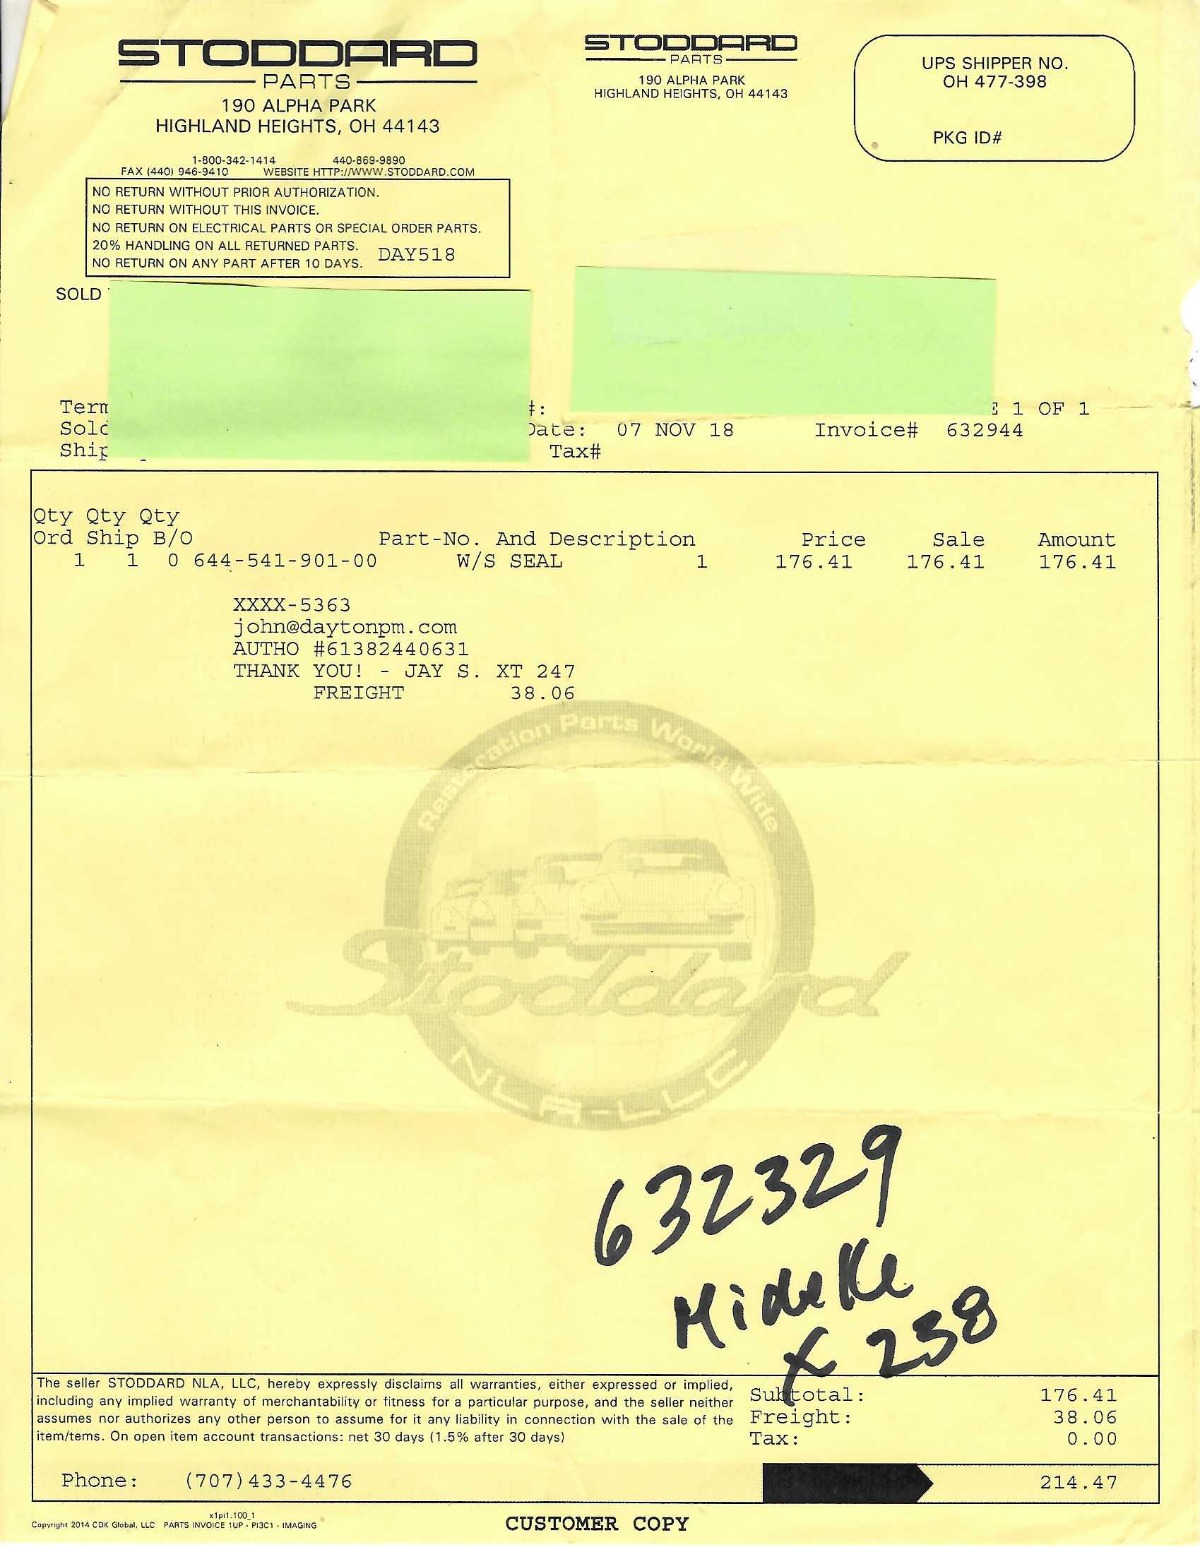 STODDARD
PARTS
190 ALPHA PARK
HIGHLAND HEIGHTS, OH 44143
1-800-342-1414 440-869-9890
FAX (440) 946-9410 WEBSITE HTTP://WWW.STODDARD.COM
NO RETURN WITHOUT PRIOR AUTHORIZATION.
NO RETURN WITHOUT THIS INVOICE.
NO RETURN ON ELECTRICAL PARTS OR SPECIAL ORDER PARTS.
20% HANDLING ON ALL RETURNED PARTS.
NO RETURN ON ANY PART AFTER 10 DAYS.
DAY518
STODDARD
PARTS
190 ALPHA PARK
HIGHLAND HEIGHTS, OH 44143
UPS SHIPPER NO.
OH 477-398
PKG ID#
SOLD
Term #: 1 OF 1
Sold Date: 07 NOV 18 Invoice# 632944
Ship Tax#
Qty Qty Qty
Ord Ship B/O Part-No. And Description Price Sale Amount
1 1 0 644-541-901-00 W/S SEAL 1 176.41 176.41 176.41
XXXX-5363
john@daytonpm.com
AUTHO #61382440631
THANK YOU! - JAY S. XT 247
FREIGHT 38.06
Restoration Parts World Wide
Stoddard
NLA-LLC
632329
Mideke
X 238
The seller STODDARD NLA, LLC, hereby expressly disclaims all warranties, either expressed or implied,
including any implied warranty of merchantability or fitness for a particular purpose, and the seller neither
assumes nor authorizes any other person to assume for it any liability in connection with the sale of the
item/tems. On open item account transactions: net 30 days (1.5% after 30 days)
Subtotal: 176.41
Freight: 38.06
Tax: 0.00
Phone: (707)433-4476
214.47
x1pi1.100_1
Copyright 2014 CDK Global, LLC PARTS INVOICE 1UP - PI3C1 - IMAGING
CUSTOMER COPY